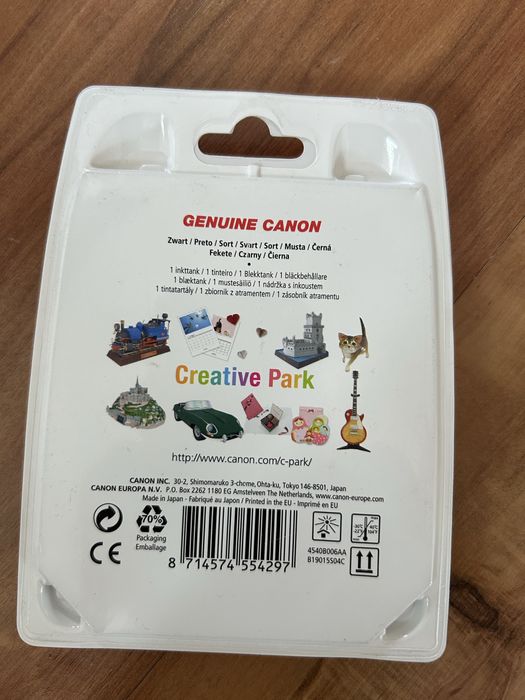 GENUINE CANON
Zwart / Preto / Sort / Svart / Sort / Musta / Černá
Fekete / Czarny / Čierna
•
1 inkttank / 1 tinteiro / 1 Blekktank / 1 bläckbehållare
1 blæktank / 1 mustesäiliö / 1 nádržka s inkoustem
1 tintatartály / 1 zbiornik z atramentem / 1 zásobník atramentu
Creative Park
http://www.canon.com/c-park/
CANON INC. 30-2, Shimomaruko 3-chome, Ohta-ku, Tokyo 146-8501, Japan
CANON EUROPA N.V. P.O. Box 2262 1180 EG Amstelveen The Netherlands, www.canon-europe.com
Made in Japan - Fabriqué au Japon / Printed in the EU - Imprimé en EU
70%
Packaging
Emballage
CE
8 714574 554297
4540B006AA
B19015S04C